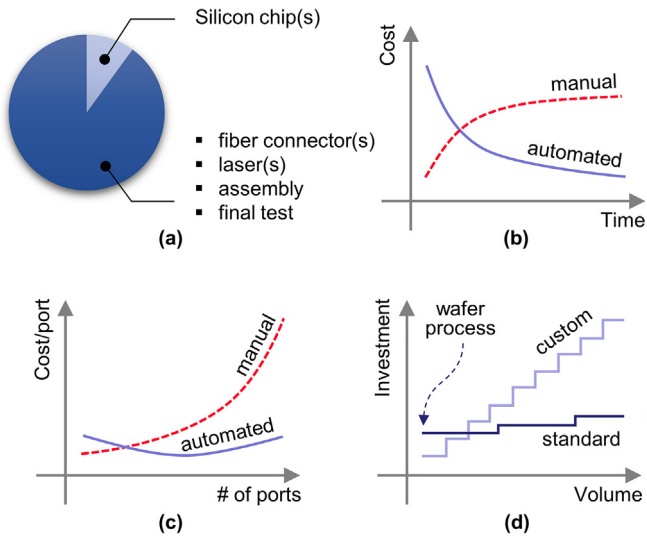 Silicon chip(s)
▪ fiber connector(s)
▪ laser(s)
▪ assembly
▪ final test
(a)
Cost
manual
automated
Time
(b)
Cost/port
manual
automated
# of ports
(c)
Investment
wafer
process
custom
standard
Volume
(d)